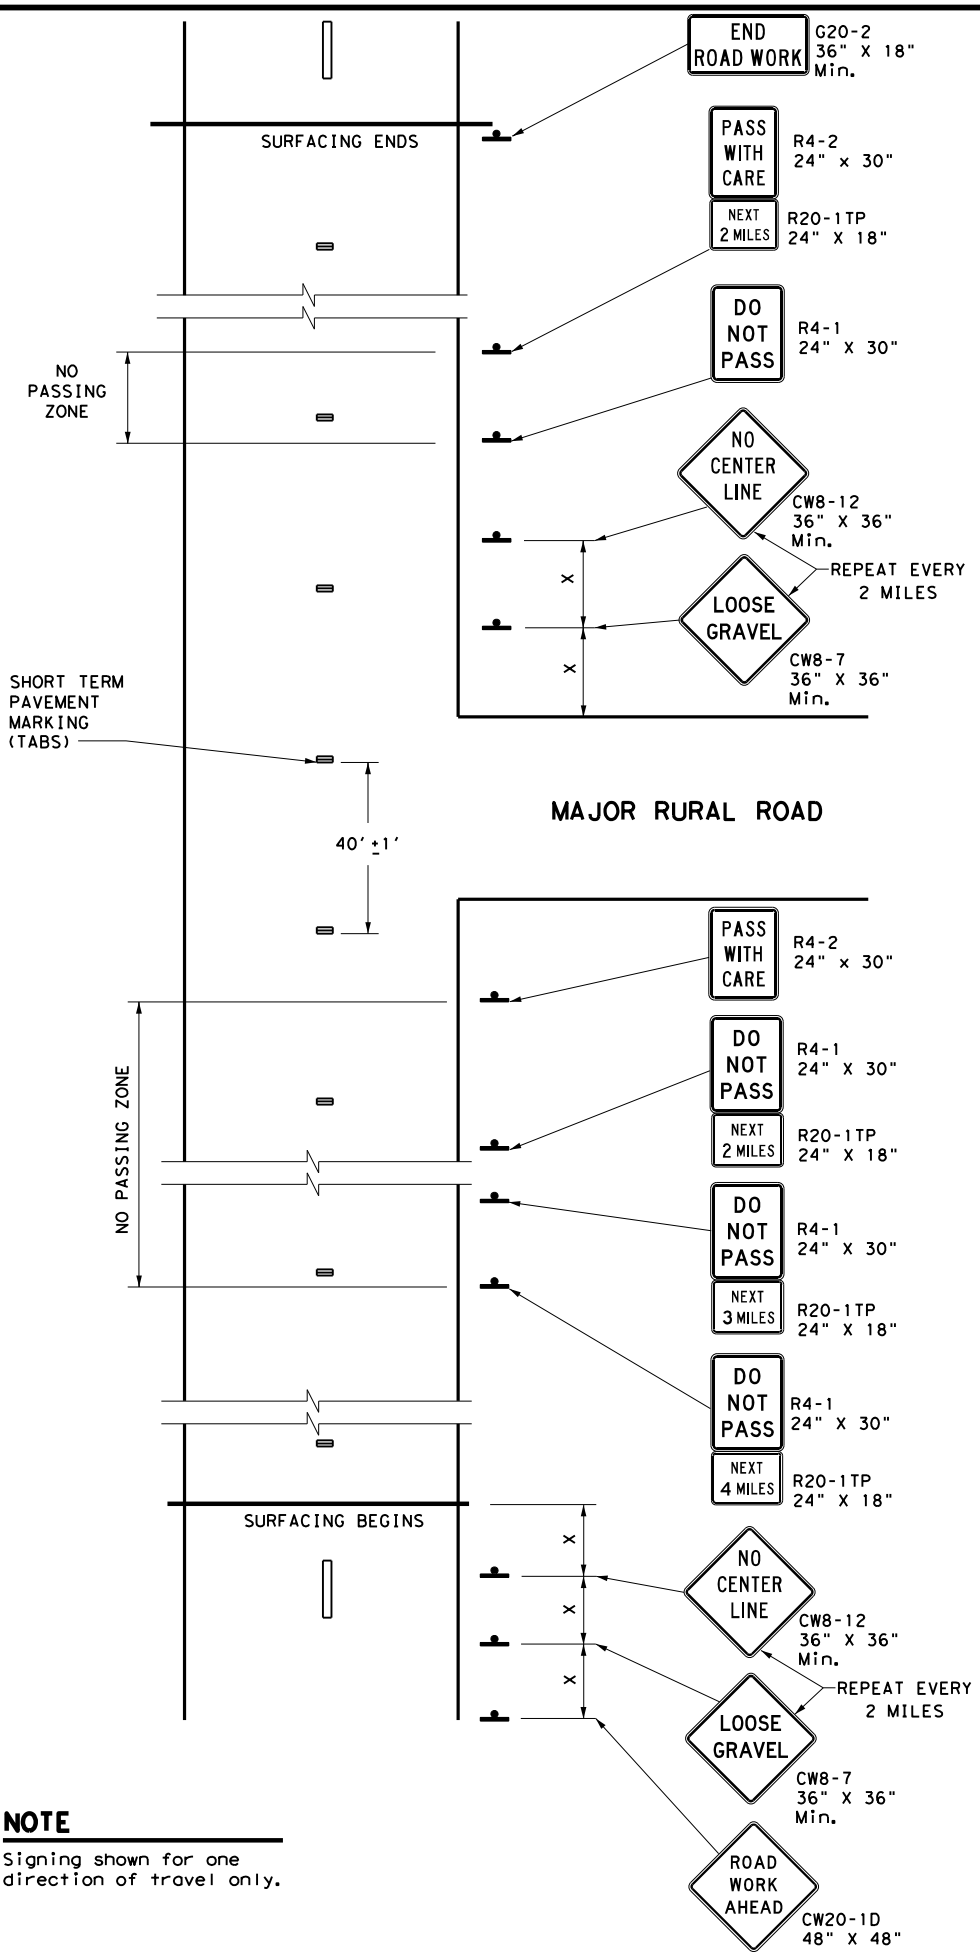 END
ROAD WORK
G20-2
36" X 18"
Min.
SURFACING ENDS
PASS
WITH
CARE
R4-2
24" x 30"
NEXT
2 MILES
R20-1TP
24" X 18"
DO
NOT
PASS
R4-1
24" X 30"
NO
PASSING
ZONE
NO
CENTER
LINE
CW8-12
36" X 36"
Min.
REPEAT EVERY
2 MILES
X
LOOSE
GRAVEL
CW8-7
36" X 36"
Min.
X
SHORT TERM
PAVEMENT
MARKING
(TABS)
MAJOR RURAL ROAD
40' ±1'
PASS
WITH
CARE
R4-2
24" x 30"
DO
NOT
PASS
R4-1
24" X 30"
NO PASSING ZONE
NEXT
2 MILES
R20-1TP
24" X 18"
DO
NOT
PASS
R4-1
24" X 30"
NEXT
3 MILES
R20-1TP
24" X 18"
DO
NOT
PASS
R4-1
24" X 30"
NEXT
4 MILES
R20-1TP
24" X 18"
SURFACING BEGINS
X
NO
CENTER
LINE
CW8-12
36" X 36"
Min.
X
REPEAT EVERY
2 MILES
X
LOOSE
GRAVEL
CW8-7
36" X 36"
Min.
ROAD
WORK
AHEAD
CW20-1D
48" X 48"
NOTE
Signing shown for one
direction of travel only.